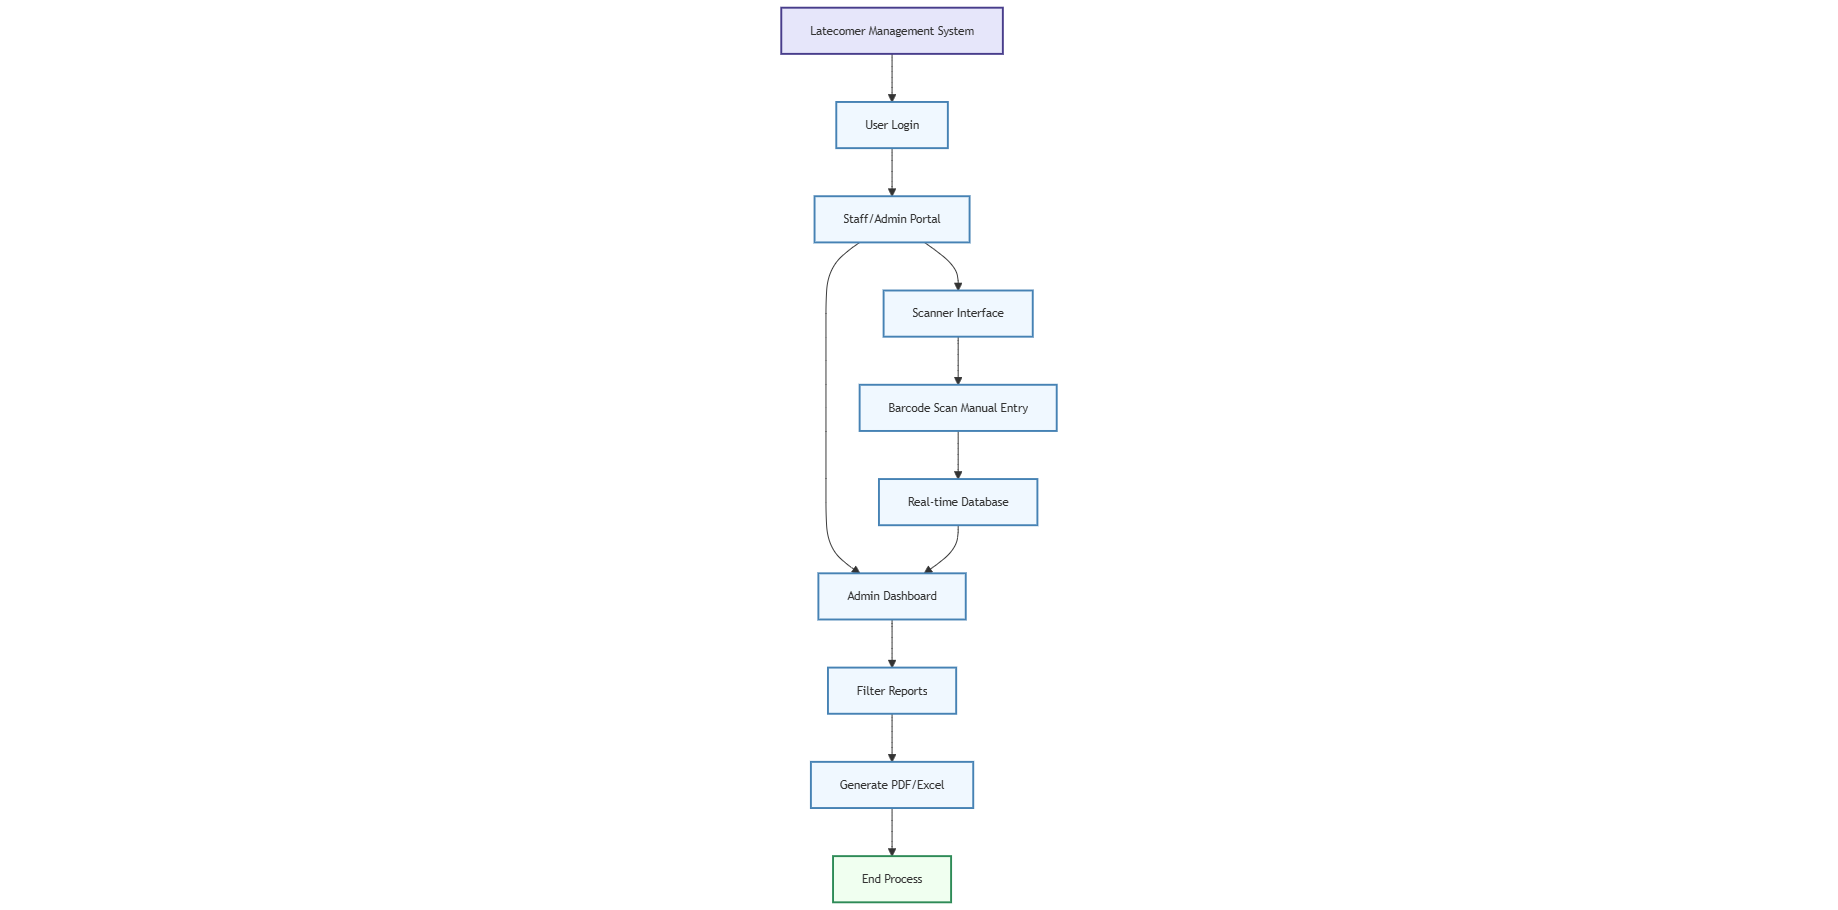 Latecomer Management System
User Login
Staff/Admin Portal
Scanner Interface
Barcode Scan Manual Entry
Real-time Database
Admin Dashboard
Filter Reports
Generate PDF/Excel
End Process